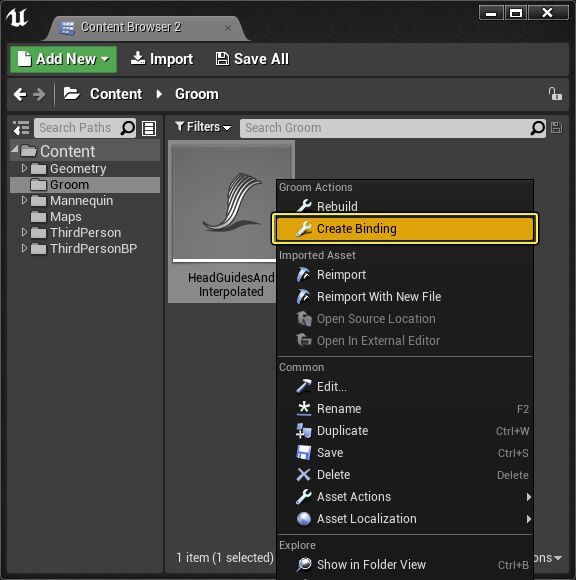 Content Browser 2
Add New
Import
Save All
Content
Groom
Search Paths
Filters
Search Groom
Content
Geometry
Groom
Mannequin
Maps
ThirdPerson
ThirdPersonBP
HeadGuidesAnd
Interpolated
Groom Actions
Rebuild
Create Binding
Imported Asset
Reimport
Reimport With New File
Open Source Location
Open In External Editor
Common
Edit...
Rename F2
Duplicate Ctrl+W
Save Ctrl+S
Delete Delete
Asset Actions
Asset Localization
Explore
Show in Folder View Ctrl+B
1 item (1 selected)